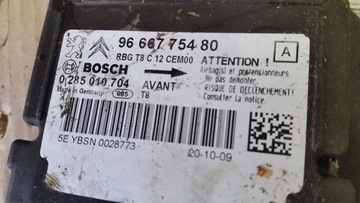 96 667 754 80
A
RBG T8 C 12 CEM00
ATTENTION !
BOSCH
Airbag(s) et prétensionneurs.
Ne pas démonter.
0 285 010 704
AVANT
RISQUE DE DECLENCHEMENT!
Made in Germany
085
T8
Consulter la notice.
5E YBSN 0028773
20-10-09